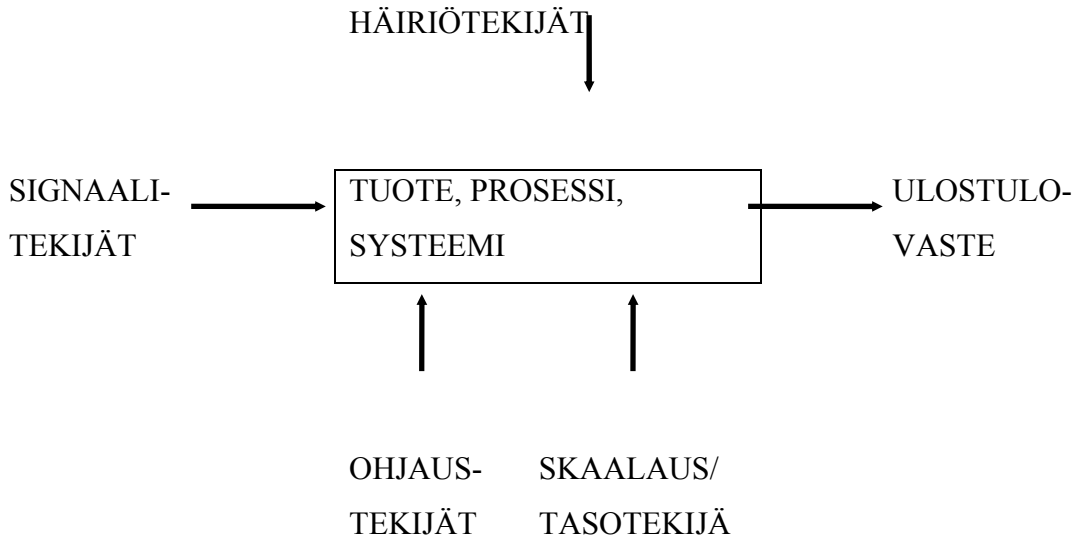 HÄIRIÖTEKIJÄT
SIGNAALI-
TEKIJÄT
TUOTE, PROSESSI,
SYSTEEMI
ULOSTULO-
VASTE
OHJAUS-
TEKIJÄT
SKAALAUS/
TASOTEKIJÄ